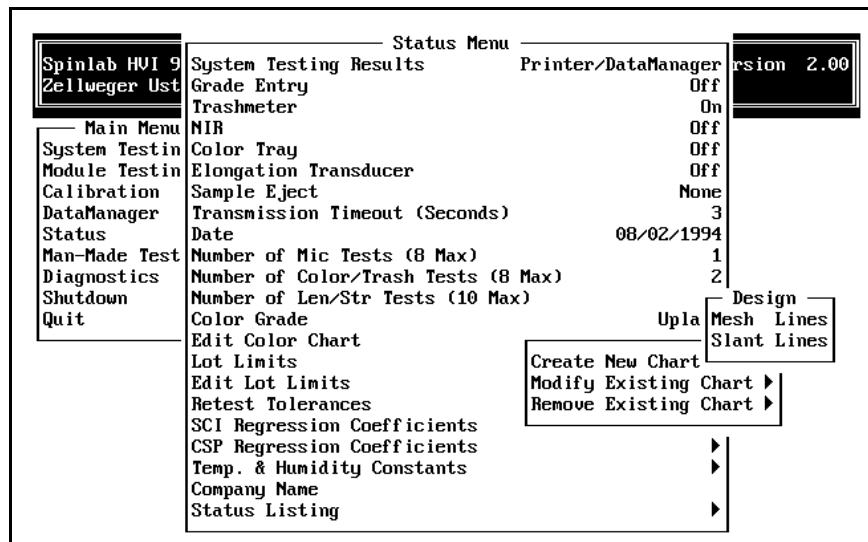 Spinlab HVI 9
Zellweger Ust
rsion 2.00
Main Menu
System Testin
Module Testin
Calibration
DataManager
Status
Man-Made Test
Diagnostics
Shutdown
Quit
Status Menu
System Testing Results Printer/DataManager
Grade Entry Off
Trashmeter On
NIR Off
Color Tray Off
Elongation Transducer Off
Sample Eject None
Transmission Timeout (Seconds) 3
Date 08/02/1994
Number of Mic Tests (8 Max) 1
Number of Color/Trash Tests (8 Max) 2
Number of Len/Str Tests (10 Max)
Color Grade Upla
Edit Color Chart
Lot Limits
Edit Lot Limits
Retest Tolerances
SCI Regression Coefficients
CSP Regression Coefficients
Temp. & Humidity Constants
Company Name
Status Listing
Create New Chart
Modify Existing Chart
Remove Existing Chart
Design
Mesh Lines
Slant Lines